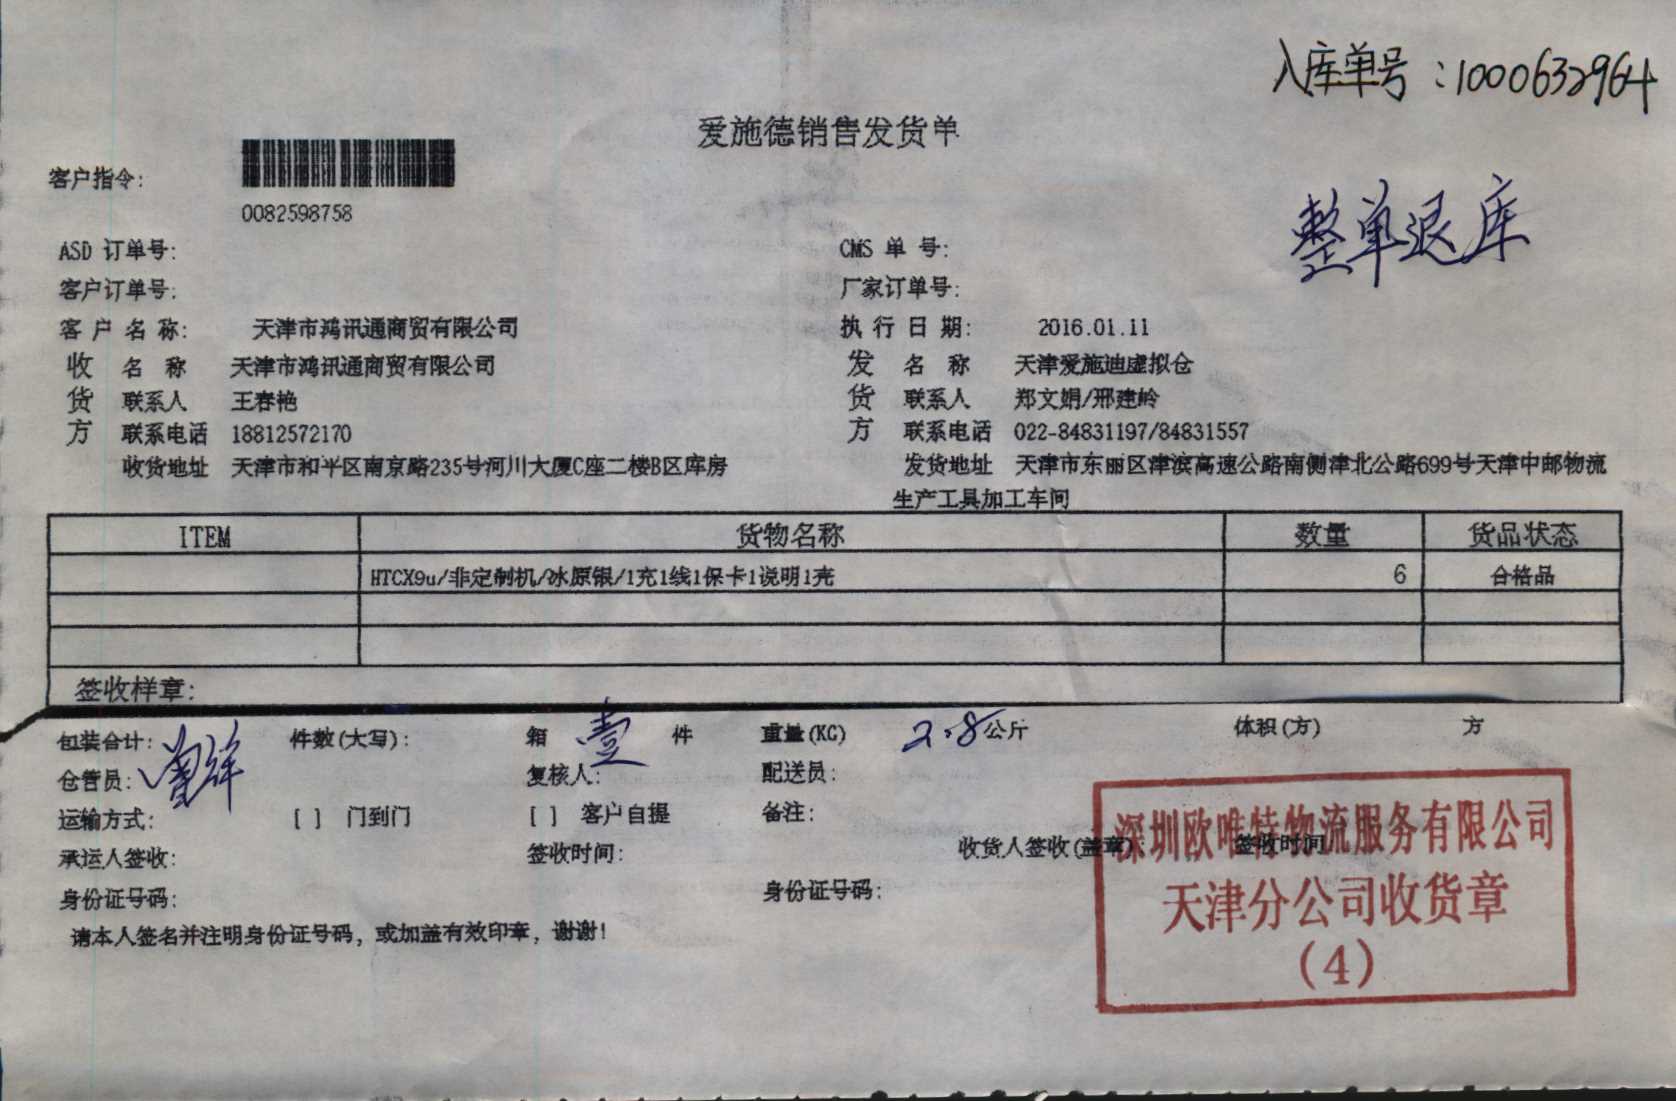 入库单号：1000632964
爱施德销售发货单
客户指令:
0082598758
整单退库
ASD 订单号: CMS 单 号:
客户订单号: 厂家订单号:
客 户 名 称: 天津市鸿讯通商贸有限公司 执 行 日 期: 2016.01.11
收 名 称 天津市鸿讯通商贸有限公司 发 名 称 天津爱施迪虚拟仓
货 联系人 王春艳 货 联系人 郑文娟/邢建岭
方 联系电话 18812572170 方 联系电话 022-84831197/84831557
收货地址 天津市和平区南京路235号河川大厦C座二楼B区库房 发货地址 天津市东丽区津滨高速公路南侧津北公路699号天津中邮物流
生产工具加工车间
ITEM 货物名称 数量 货品状态
HTCX9u/非定制机/冰原银/1充1线1保卡1说明1壳 6 合格品
签收样章:
包装合计: 件数(大写): 箱 壹 件 重量(KG) 2.8 公斤 体积(方) 方
仓管员: 复核人: 配送员:
运输方式: [ ] 门到门 [ ] 客户自提 备注:
承运人签收: 签收时间: 收货人签收(盖章): 签收时间
身份证号码: 身份证号码:
请本人签名并注明身份证号码，或加盖有效印章，谢谢!
深圳欧唯特物流服务有限公司
天津分公司收货章
(4)